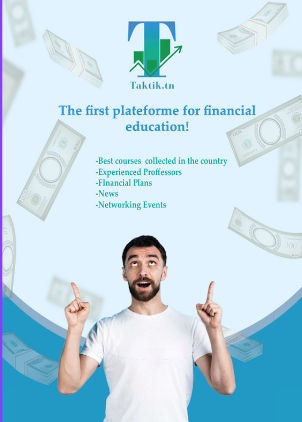 Taktik.tn
The first plateforme for financial
education!
-Best courses collected in the country
-Experienced Proffessors
-FInancial Plans
-News
-Networking Events